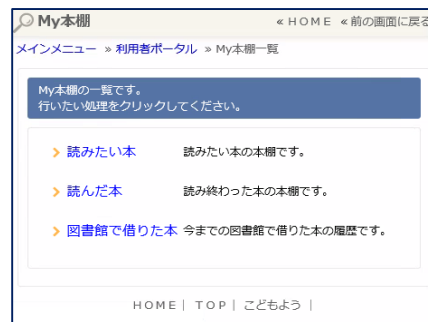 My本棚 «HOME «前の画面に戻る
メインメニュー » 利用者ポータル » My本棚一覧
My本棚の一覧です。
行いたい処理をクリックしてください。
読みたい本 読みたい本の本棚です。
読んだ本 読み終わった本の本棚です。
図書館で借りた本 今までの図書館で借りた本の履歴です。
HOME| TOP| こどもよう |